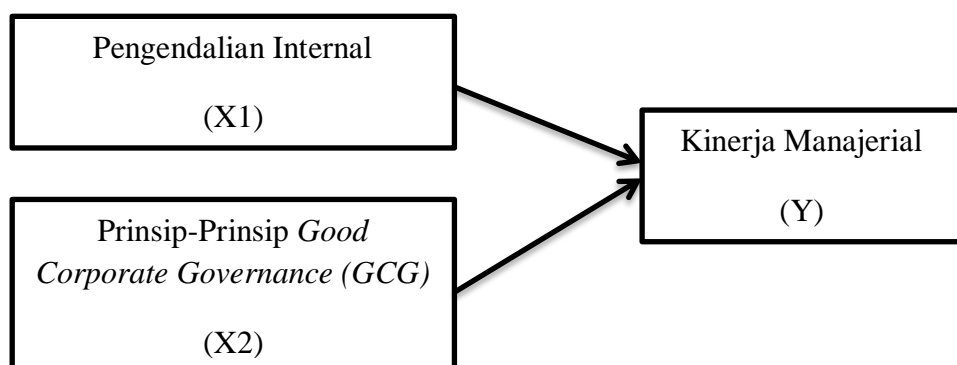 Pengendalian Internal
(X1)
Prinsip-Prinsip Good
Corporate Governance (GCG)
(X2)
Kinerja Manajerial
(Y)